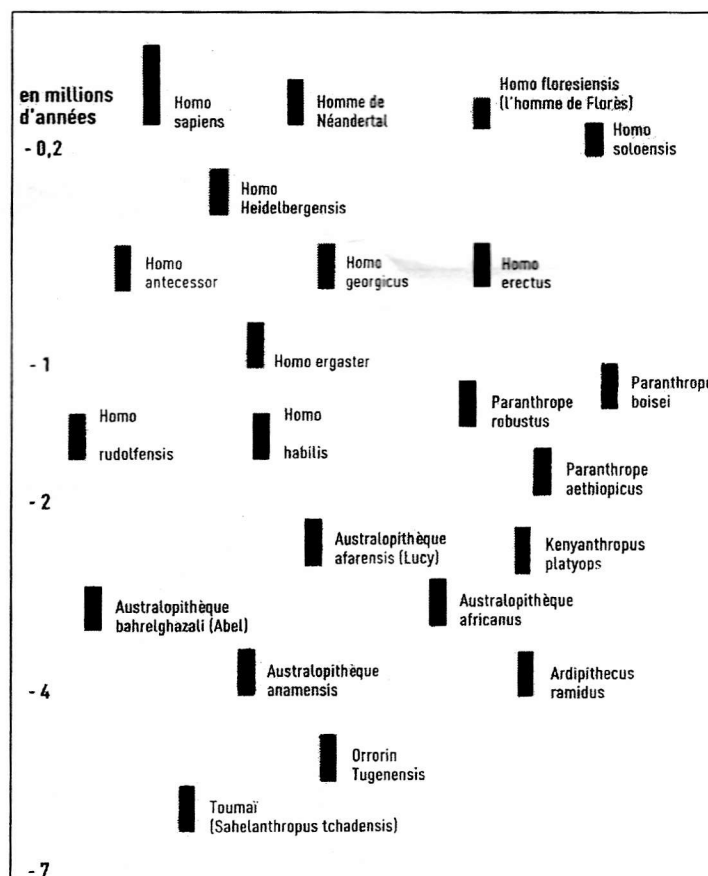 en millions
d'années
Homo
sapiens
Homme de
Néandertal
Homo floresiensis
(l'homme de Florès)
Homo
soloensis
- 0,2
Homo
Heidelbergensis
Homo
antecessor
Homo
georgicus
Homo
erectus
- 1
Homo ergaster
Paranthrope
boisei
Paranthrope
robustus
Homo
rudolfensis
Homo
habilis
Paranthrope
aethiopicus
- 2
Australopithèque
afarensis (Lucy)
Kenyanthropus
platyops
Australopithèque
bahrelghazali (Abel)
Australopithèque
africanus
- 4
Australopithèque
anamensis
Ardipithecus
ramidus
Orrorin
Tugenensis
Toumaï
(Sahelanthropus tchadensis)
- 7